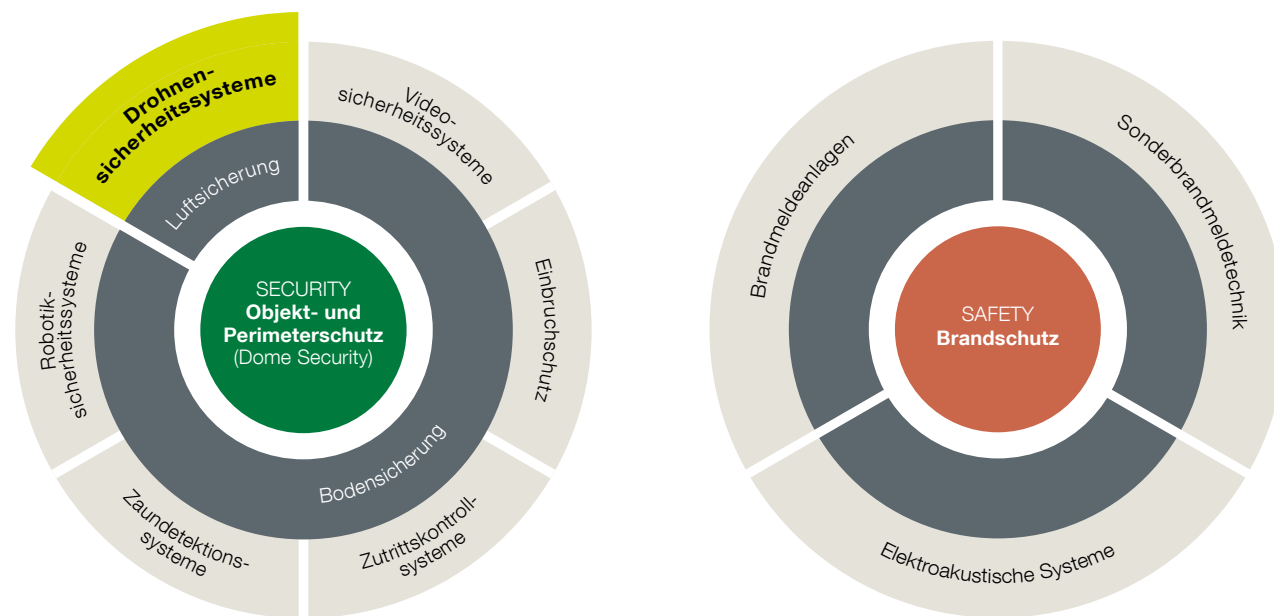 Drohnen-
sicherheitssysteme
Luftsicherung
Video-
sicherheitssysteme
Einbruchschutz
Zutrittskontroll-
systeme
Bodensicherung
Zaundetektions-
systeme
Robotik-
sicherheitssysteme
SECURITY
Objekt- und
Perimeterschutz
(Dome Security)
Brandmeldeanlagen
Sonderbrandmeldetechnik
Elektroakustische Systeme
SAFETY
Brandschutz